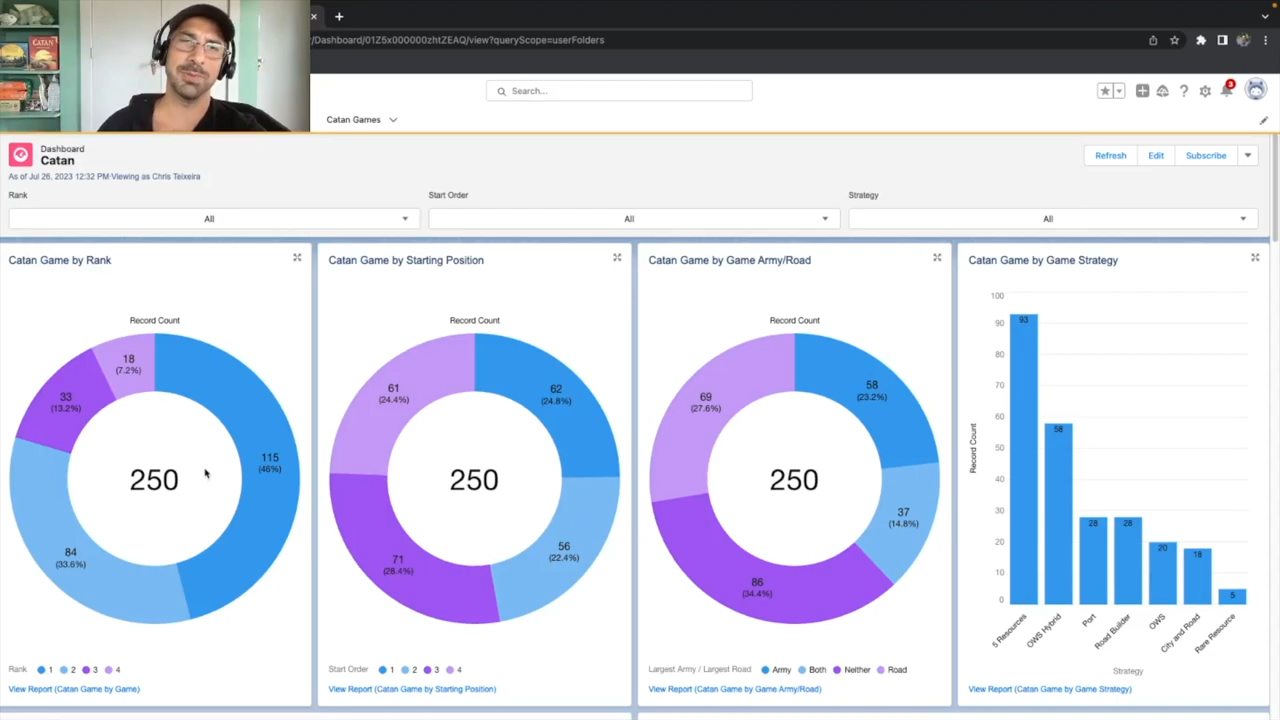 CATAN
/Dashboard/01Z5x000000zhtZEAQ/view?queryScope=userFolders
Search...
3
Catan Games
Dashboard
Catan
As of Jul 26, 2023 12:32 PM·Viewing as Chris Teixeira
Refresh
Edit
Subscribe
Rank
Start Order
Strategy
All
All
All
Catan Game by Rank
Record Count
18
(7.2%)
33
(13.2%)
115
(46%)
250
84
(33.6%)
Rank 1 2 3 4
View Report (Catan Game by Game)
Catan Game by Starting Position
Record Count
61
(24.4%)
62
(24.8%)
250
71
(28.4%)
56
(22.4%)
Start Order 1 2 3 4
View Report (Catan Game by Starting Position)
Catan Game by Game Army/Road
Record Count
69
(27.6%)
58
(23.2%)
250
37
(14.8%)
86
(34.4%)
Largest Army / Largest Road Army Both Neither Road
View Report (Catan Game by Game Army/Road)
Catan Game by Game Strategy
100
90
80
70
60
50
40
30
20
10
0
Record Count
93
58
28
28
20
18
5
5 Resources
OWS Hybrid
Port
Road Builder
OWS
City and Road
Rare Resource
Strategy
View Report (Catan Game by Game Strategy)